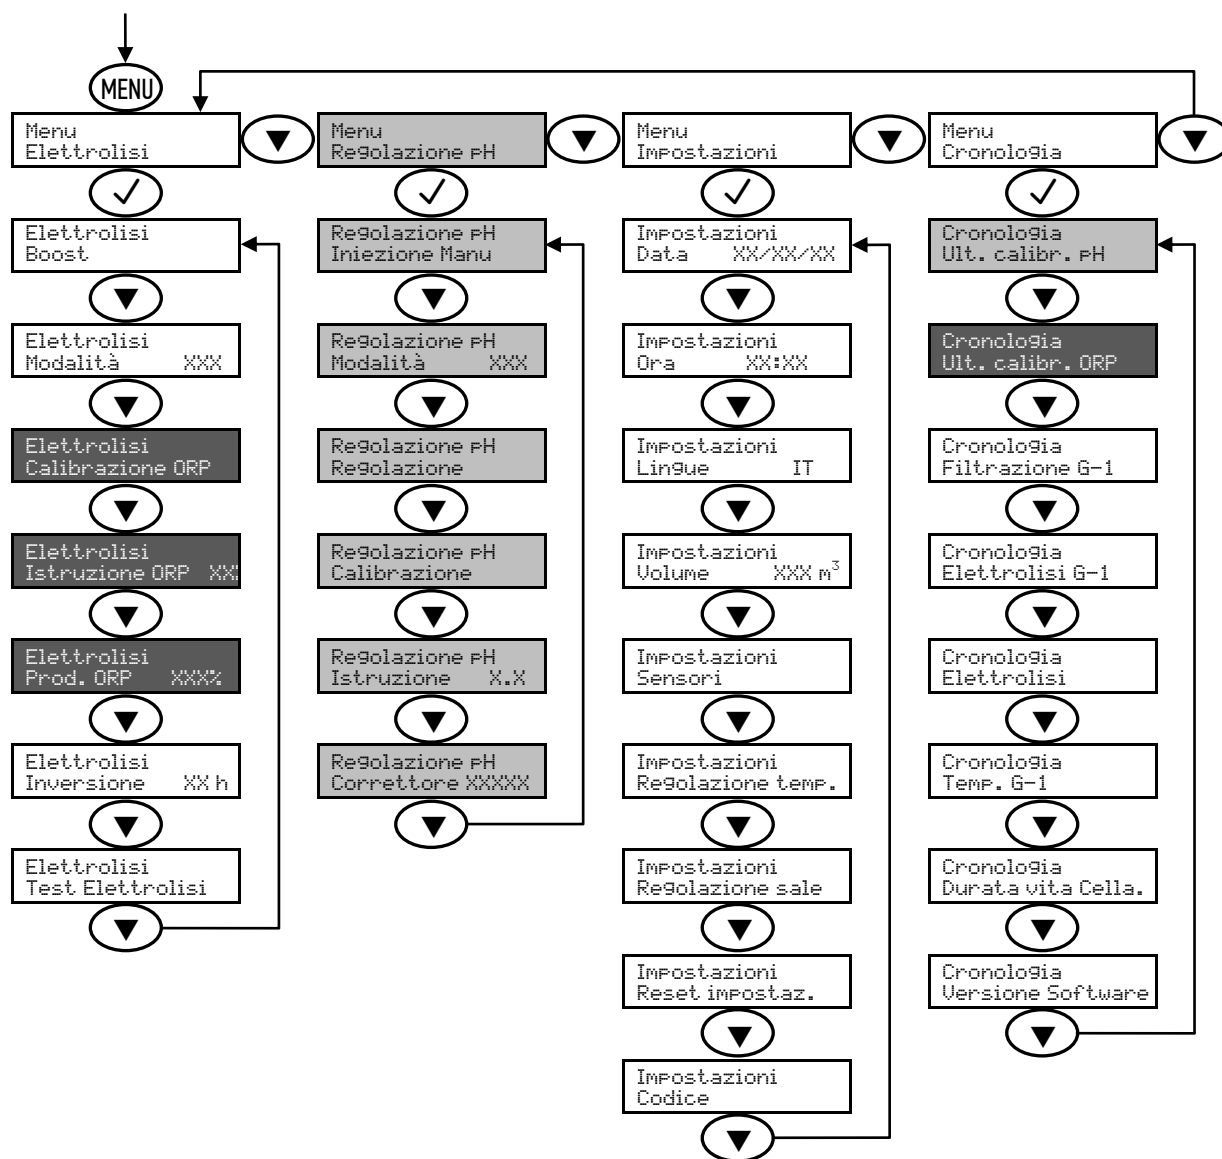 MENU
Menu
Elettrolisi
Elettrolisi
Boost
Elettrolisi
Modalità XXX
Elettrolisi
Calibrazione ORP
Elettrolisi
Istruzione ORP XX
Elettrolisi
Prod. ORP XXX%
Elettrolisi
Inversione XX h
Elettrolisi
Test Elettrolisi
Menu
Regolazione pH
Regolazione pH
Iniezione Manu
Regolazione pH
Modalità XXX
Regolazione pH
Regolazione
Regolazione pH
Calibrazione
Regolazione pH
Istruzione X.X
Regolazione pH
Correttore XXXXX
Menu
Impostazioni
Impostazioni
Data XX/XX/XX
Impostazioni
Ora XX:XX
Impostazioni
Lingue IT
Impostazioni
Volume XXX m³
Impostazioni
Sensori
Impostazioni
Regolazione temp.
Impostazioni
Regolazione sale
Impostazioni
Reset impostaz.
Impostazioni
Codice
Menu
Cronologia
Cronologia
Ult. calibr. pH
Cronologia
Ult. calibr. ORP
Cronologia
Filtrazione G-1
Cronologia
Elettrolisi G-1
Cronologia
Elettrolisi
Cronologia
Temp. G-1
Cronologia
Durata vita Cella.
Cronologia
Versione Software